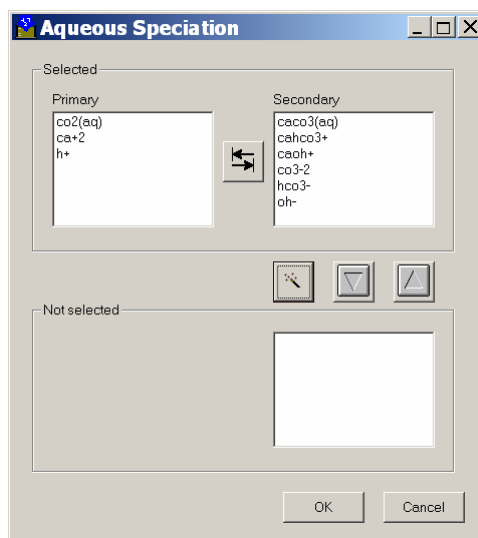 Aqueous Speciation
Selected
Primary
co2(aq)
ca+2
h+
Secondary
caco3(aq)
cahco3+
caoh+
co3-2
hco3-
oh-
Not selected
OK
Cancel